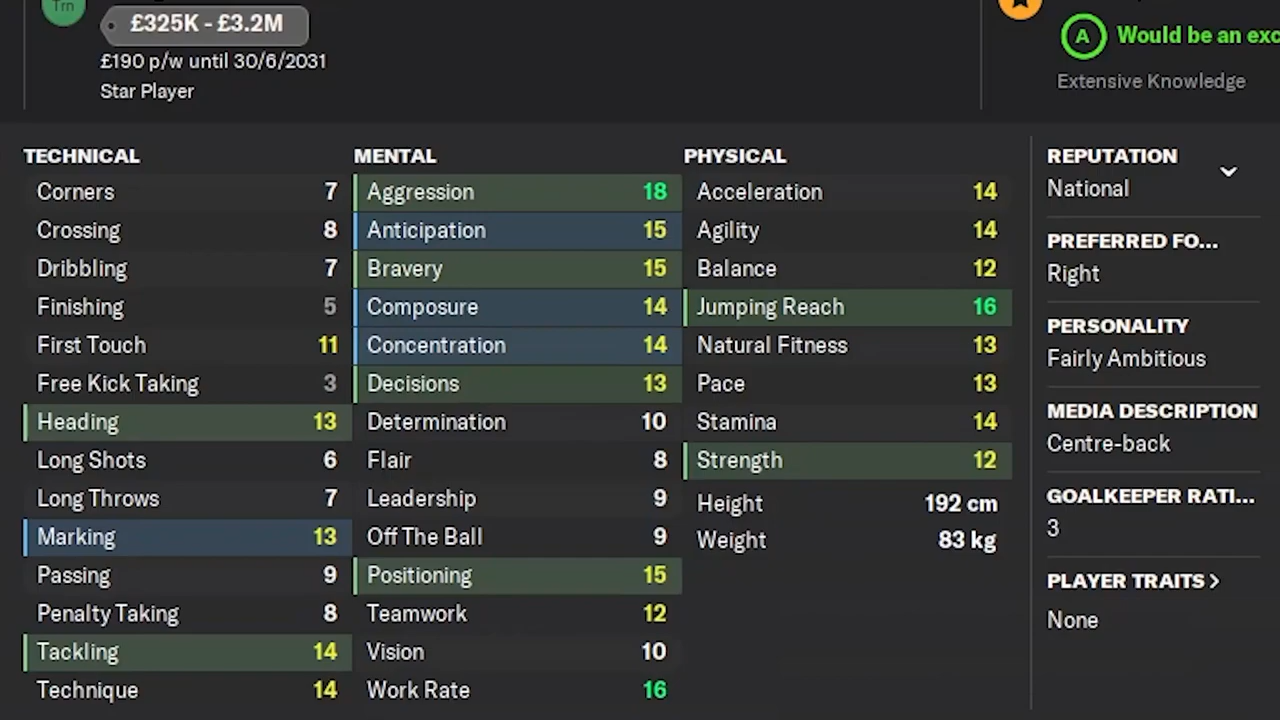 Trn
£325K - £3.2M
£190 p/w until 30/6/2031
Star Player
A Would be an exc
Extensive Knowledge
TECHNICAL
Corners 7
Crossing 8
Dribbling 7
Finishing 5
First Touch 11
Free Kick Taking 3
Heading 13
Long Shots 6
Long Throws 7
Marking 13
Passing 9
Penalty Taking 8
Tackling 14
Technique 14
MENTAL
Aggression 18
Anticipation 15
Bravery 15
Composure 14
Concentration 14
Decisions 13
Determination 10
Flair 8
Leadership 9
Off The Ball 9
Positioning 15
Teamwork 12
Vision 10
Work Rate 16
PHYSICAL
Acceleration 14
Agility 14
Balance 12
Jumping Reach 16
Natural Fitness 13
Pace 13
Stamina 14
Strength 12
Height 192 cm
Weight 83 kg
REPUTATION
National
PREFERRED FO...
Right
PERSONALITY
Fairly Ambitious
MEDIA DESCRIPTION
Centre-back
GOALKEEPER RATI...
3
PLAYER TRAITS >
None